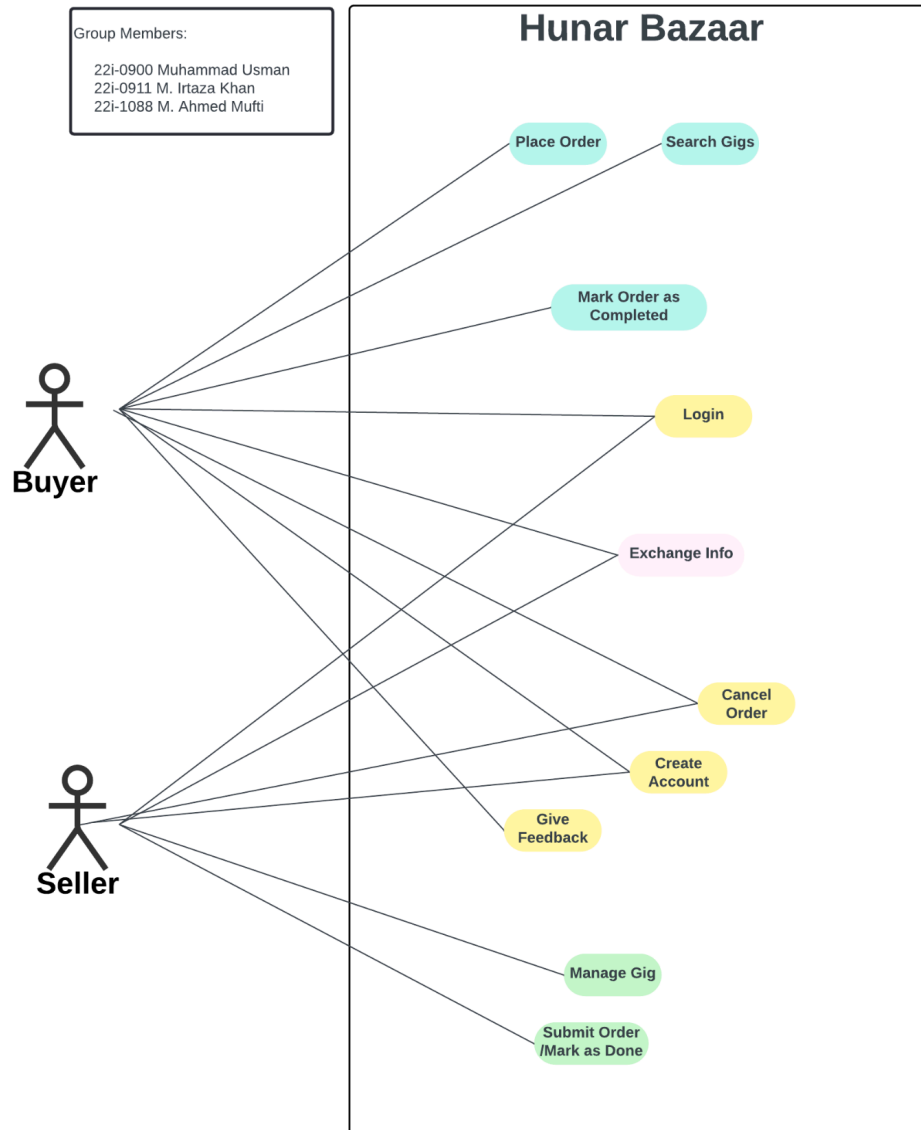 Group Members:
22i-0900 Muhammad Usman
22i-0911 M. Irtaza Khan
22i-1088 M. Ahmed Mufti
Hunar Bazaar
Place Order
Search Gigs
Mark Order as
Completed
Buyer
Login
Exchange Info
Cancel
Order
Create
Account
Give
Feedback
Seller
Manage Gig
Submit Order
/Mark as Done